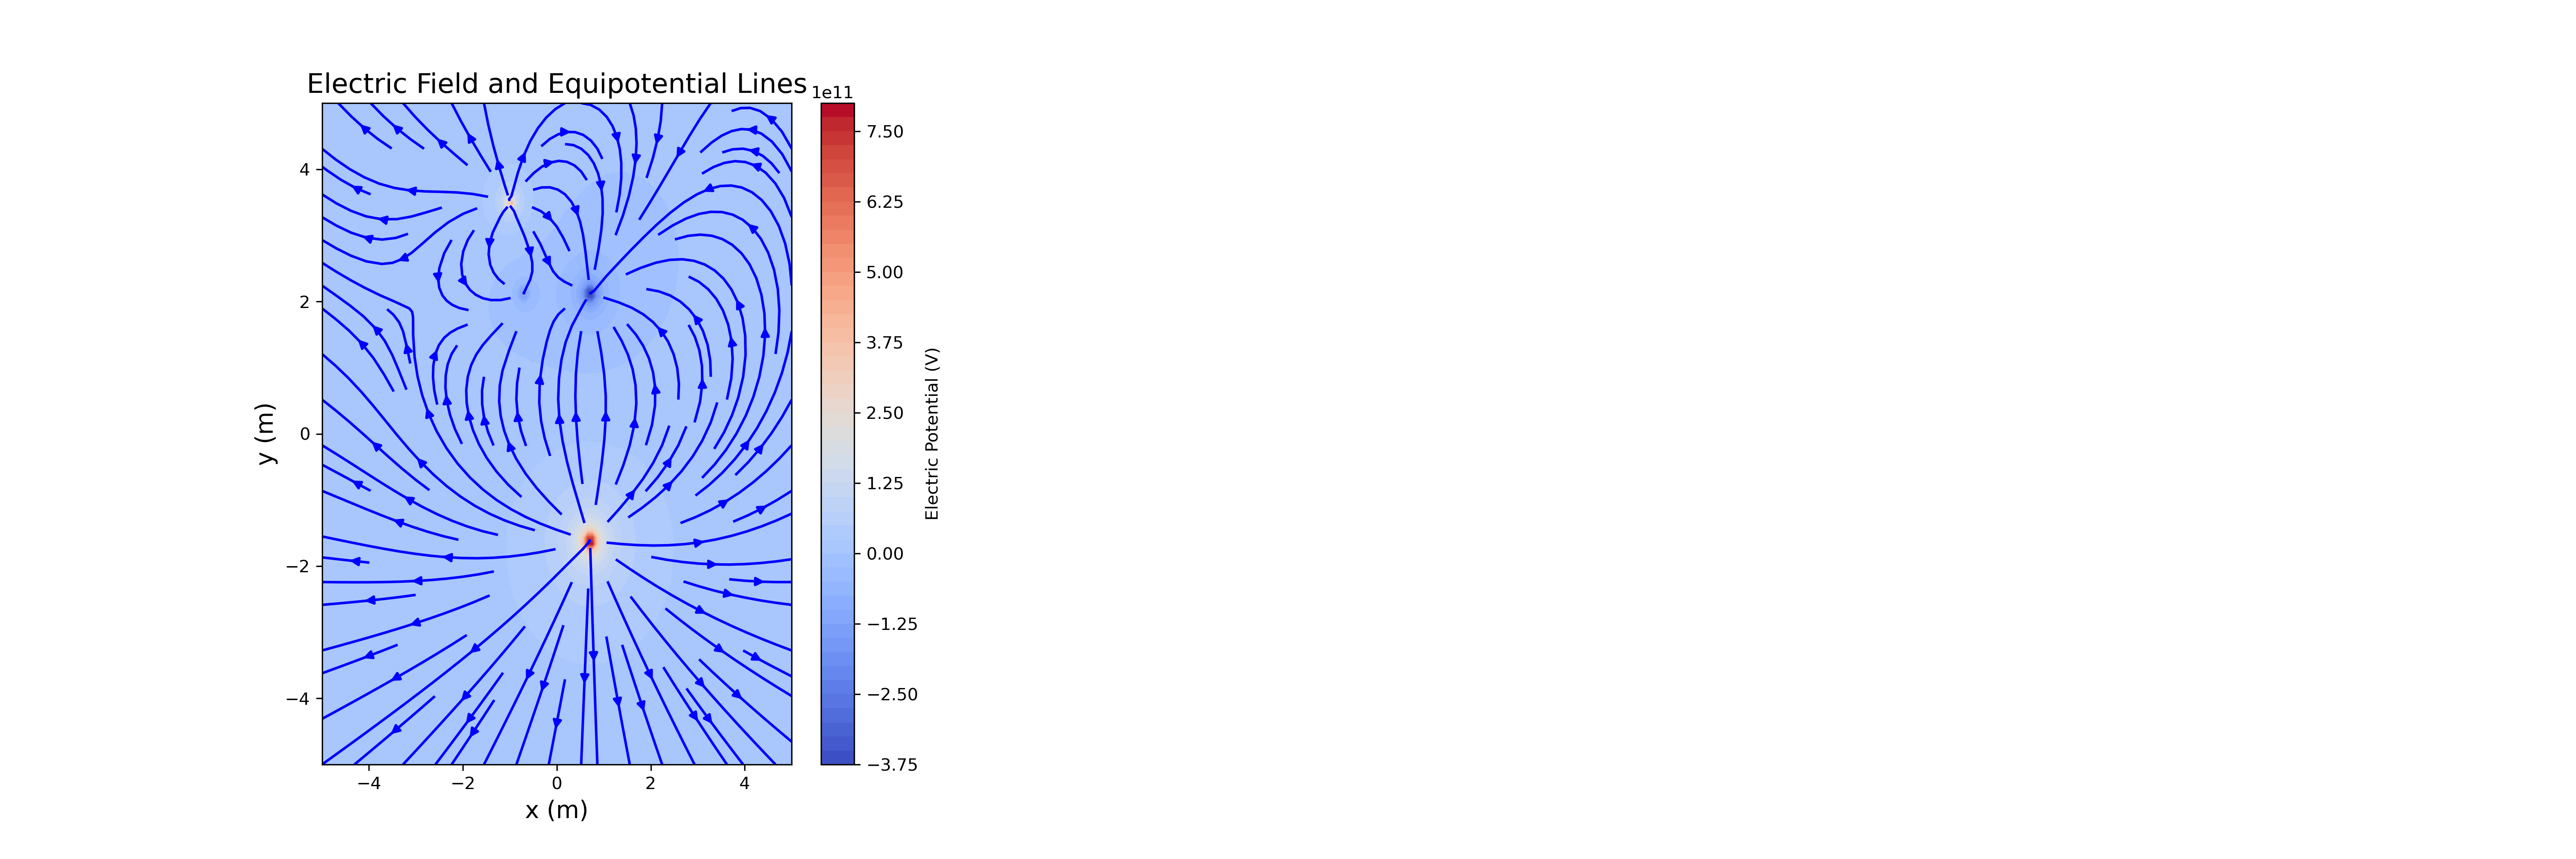 Electric Field and Equipotential Lines
1e11
7.50
6.25
5.00
3.75
2.50
1.25
0.00
−1.25
−2.50
−3.75
Electric Potential (V)
4
2
0
−2
−4
y (m)
−4 −2 0 2 4
x (m)